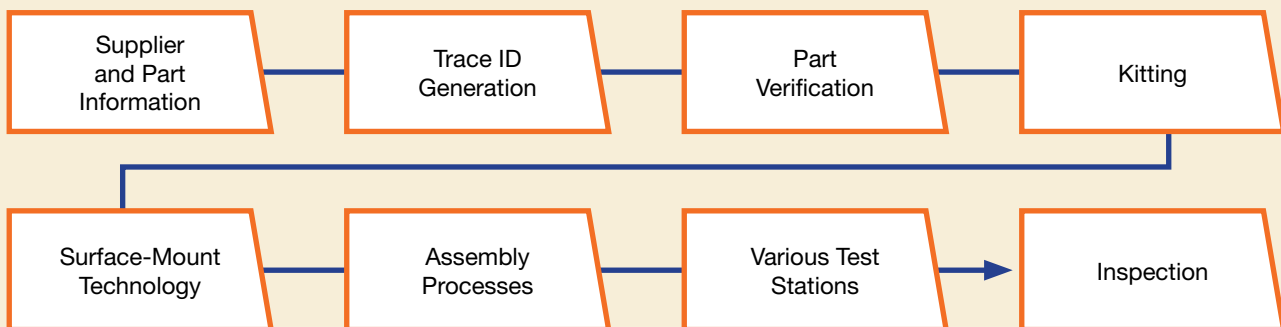 Supplier
and Part
Information
Trace ID
Generation
Part
Verification
Kitting
Surface-Mount
Technology
Assembly
Processes
Various Test
Stations
Inspection